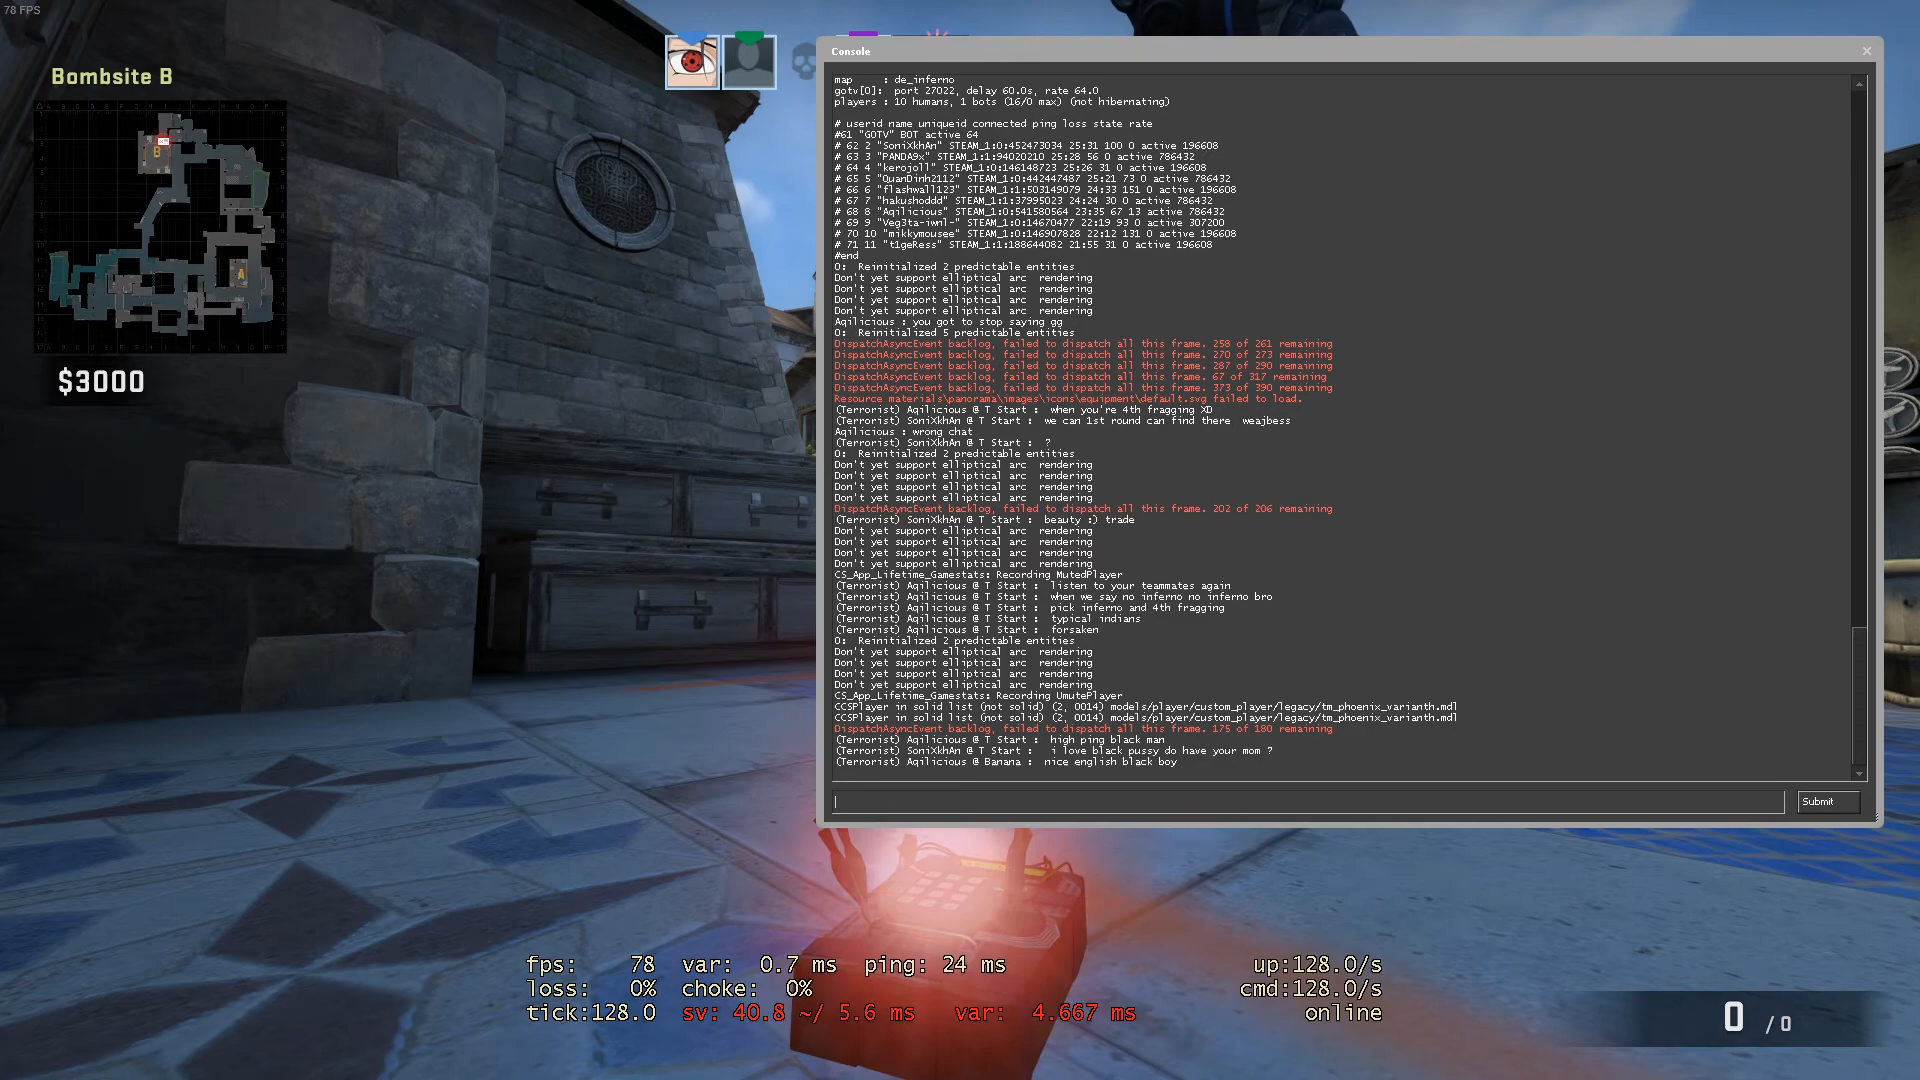 78 FPS
Bombsite B
B
A
$3000
Console
map : de_inferno
gotv[0]: port 27022, delay 60.0s, rate 64.0
players : 10 humans, 1 bots (16/0 max) (not hibernating)
# userid name uniqueid connected ping loss state rate
#61 "GOTV" BOT active 64
# 62 2 "SoniXkhAn" STEAM_1:0:452473034 25:31 100 0 active 196608
# 63 3 "PANDA9x" STEAM_1:1:94020210 25:28 56 0 active 786432
# 64 4 "kerojoll" STEAM_1:0:146148723 25:26 31 0 active 196608
# 65 5 "QuanDinh2112" STEAM_1:0:442447487 25:21 73 0 active 786432
# 66 6 "flashwall123" STEAM_1:1:503149079 24:33 151 0 active 196608
# 67 7 "hakushoddd" STEAM_1:1:37995023 24:24 30 0 active 786432
# 68 8 "Aqilicious" STEAM_1:0:541580564 23:35 67 13 active 786432
# 69 9 "Veg3ta-iwnl-" STEAM_1:0:14670477 22:19 93 0 active 307200
# 70 10 "mikkymousee" STEAM_1:0:146907828 22:12 131 0 active 196608
# 71 11 "t1geRess" STEAM_1:1:188644082 21:55 31 0 active 196608
#end
0: Reinitialized 2 predictable entities
Don't yet support elliptical arc rendering
Don't yet support elliptical arc rendering
Don't yet support elliptical arc rendering
Don't yet support elliptical arc rendering
Aqilicious : you got to stop saying gg
0: Reinitialized 5 predictable entities
DispatchAsyncEvent backlog, failed to dispatch all this frame. 258 of 261 remaining
DispatchAsyncEvent backlog, failed to dispatch all this frame. 270 of 273 remaining
DispatchAsyncEvent backlog, failed to dispatch all this frame. 287 of 290 remaining
DispatchAsyncEvent backlog, failed to dispatch all this frame. 67 of 317 remaining
DispatchAsyncEvent backlog, failed to dispatch all this frame. 373 of 390 remaining
Resource materials\panorama\images\icons\equipment\default.svg failed to load.
(Terrorist) Aqilicious @ T Start : when you're 4th fragging XD
(Terrorist) SoniXkhAn @ T Start : we can 1st round can find there weajbess
Aqilicious : wrong chat
(Terrorist) SoniXkhAn @ T Start : ?
0: Reinitialized 2 predictable entities
Don't yet support elliptical arc rendering
Don't yet support elliptical arc rendering
Don't yet support elliptical arc rendering
Don't yet support elliptical arc rendering
DispatchAsyncEvent backlog, failed to dispatch all this frame. 202 of 206 remaining
(Terrorist) SoniXkhAn @ T Start : beauty :) trade
Don't yet support elliptical arc rendering
Don't yet support elliptical arc rendering
Don't yet support elliptical arc rendering
Don't yet support elliptical arc rendering
CS_App_Lifetime_Gamestats: Recording MutedPlayer
(Terrorist) Aqilicious @ T Start : listen to your teammates again
(Terrorist) Aqilicious @ T Start : when we say no inferno no inferno bro
(Terrorist) Aqilicious @ T Start : pick inferno and 4th fragging
(Terrorist) Aqilicious @ T Start : typical indians
(Terrorist) Aqilicious @ T Start : forsaken
0: Reinitialized 2 predictable entities
Don't yet support elliptical arc rendering
Don't yet support elliptical arc rendering
Don't yet support elliptical arc rendering
Don't yet support elliptical arc rendering
CS_App_Lifetime_Gamestats: Recording UmutePlayer
CCSPlayer in solid list (not solid) (2, 0014) models/player/custom_player/legacy/tm_phoenix_varianth.mdl
CCSPlayer in solid list (not solid) (2, 0014) models/player/custom_player/legacy/tm_phoenix_varianth.mdl
DispatchAsyncEvent backlog, failed to dispatch all this frame. 175 of 180 remaining
(Terrorist) Aqilicious @ T Start : high ping black man
(Terrorist) SoniXkhAn @ T Start : i love black pussy do have your mom ?
(Terrorist) Aqilicious @ Banana : nice english black boy
Submit
fps: 78 var: 0.7 ms ping: 24 ms up:128.0/s
loss: 0% choke: 0% cmd:128.0/s
tick:128.0 sv: 40.8 ~/ 5.6 ms var: 4.667 ms online
0 / 0